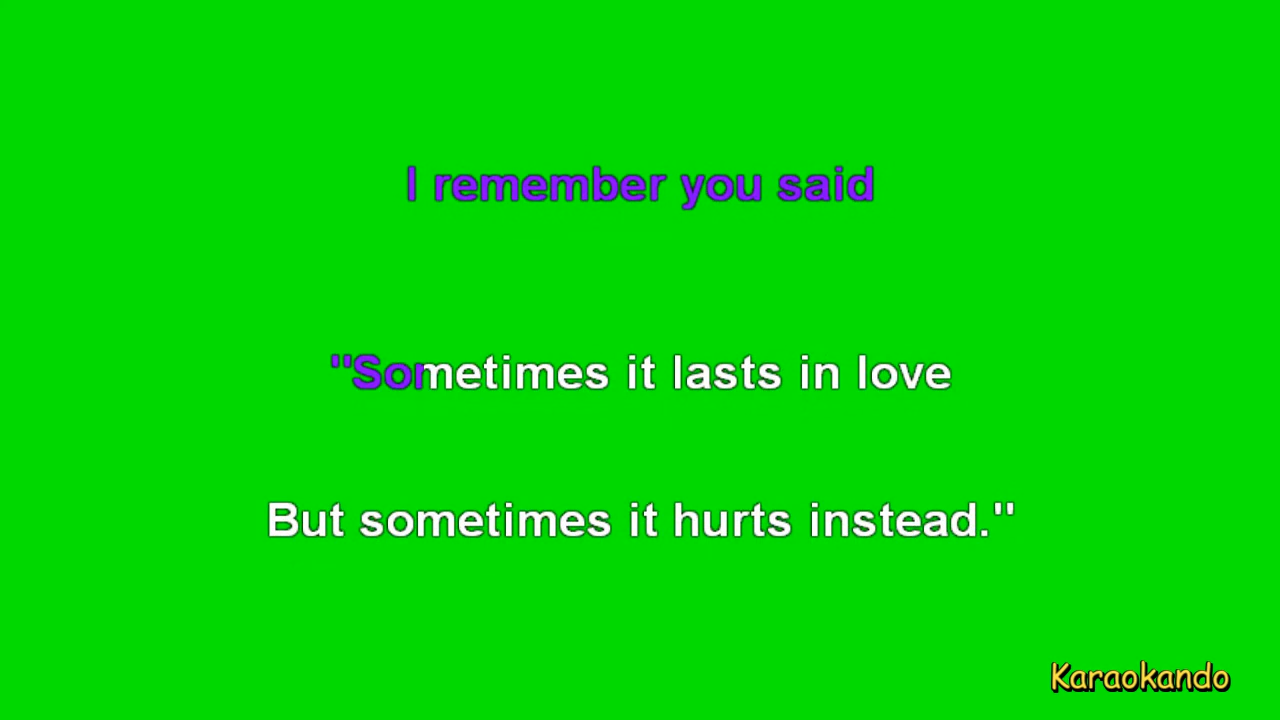 I remember you said
"Sometimes it lasts in love
But sometimes it hurts instead."
Karaokando